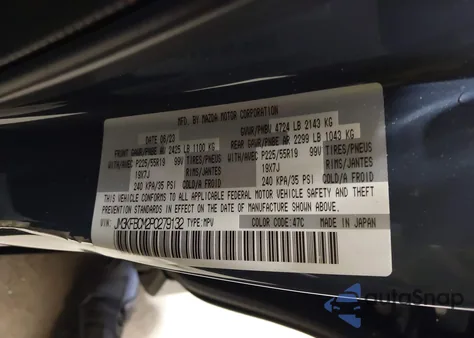 MFD. BY MAZDA MOTOR CORPORATION
DATE 06/23 GVWR/PNBV 4724 LB 2143 KG
FRONT GAWR/PNBE AV 2425 LB 1100 KG REAR GAWR/PNBE AR 2299 LB 1043 KG
WITH/AVEC P225/55R19 99V TIRES/PNEUS WITH/AVEC P225/55R19 99V TIRES/PNEUS
19X7J RIMS/JANTES 19X7J RIMS/JANTES
240 KPA/35 PSI COLD/A FROID 240 KPA/35 PSI COLD/A FROID
THIS VEHICLE CONFORMS TO ALL APPLICABLE FEDERAL MOTOR VEHICLE SAFETY AND THEFT
PREVENTION STANDARDS IN EFFECT ON THE DATE OF MANUFACTURE SHOWN ABOVE.
VIN: JM3KFBCM2P0279132 TYPE: MPV COLOR CODE: 47C MADE IN JAPAN
autoSnap